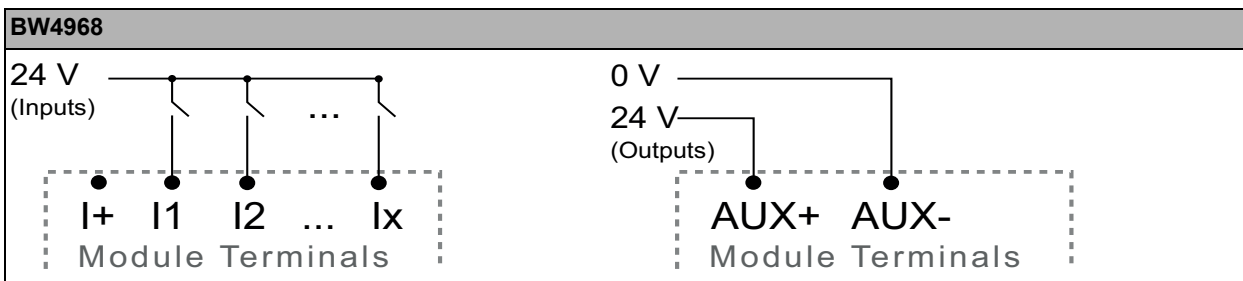 BW4968
24 V
(Inputs)
...
I+ I1 I2 ... Ix
Module Terminals
0 V
24 V
(Outputs)
AUX+ AUX-
Module Terminals